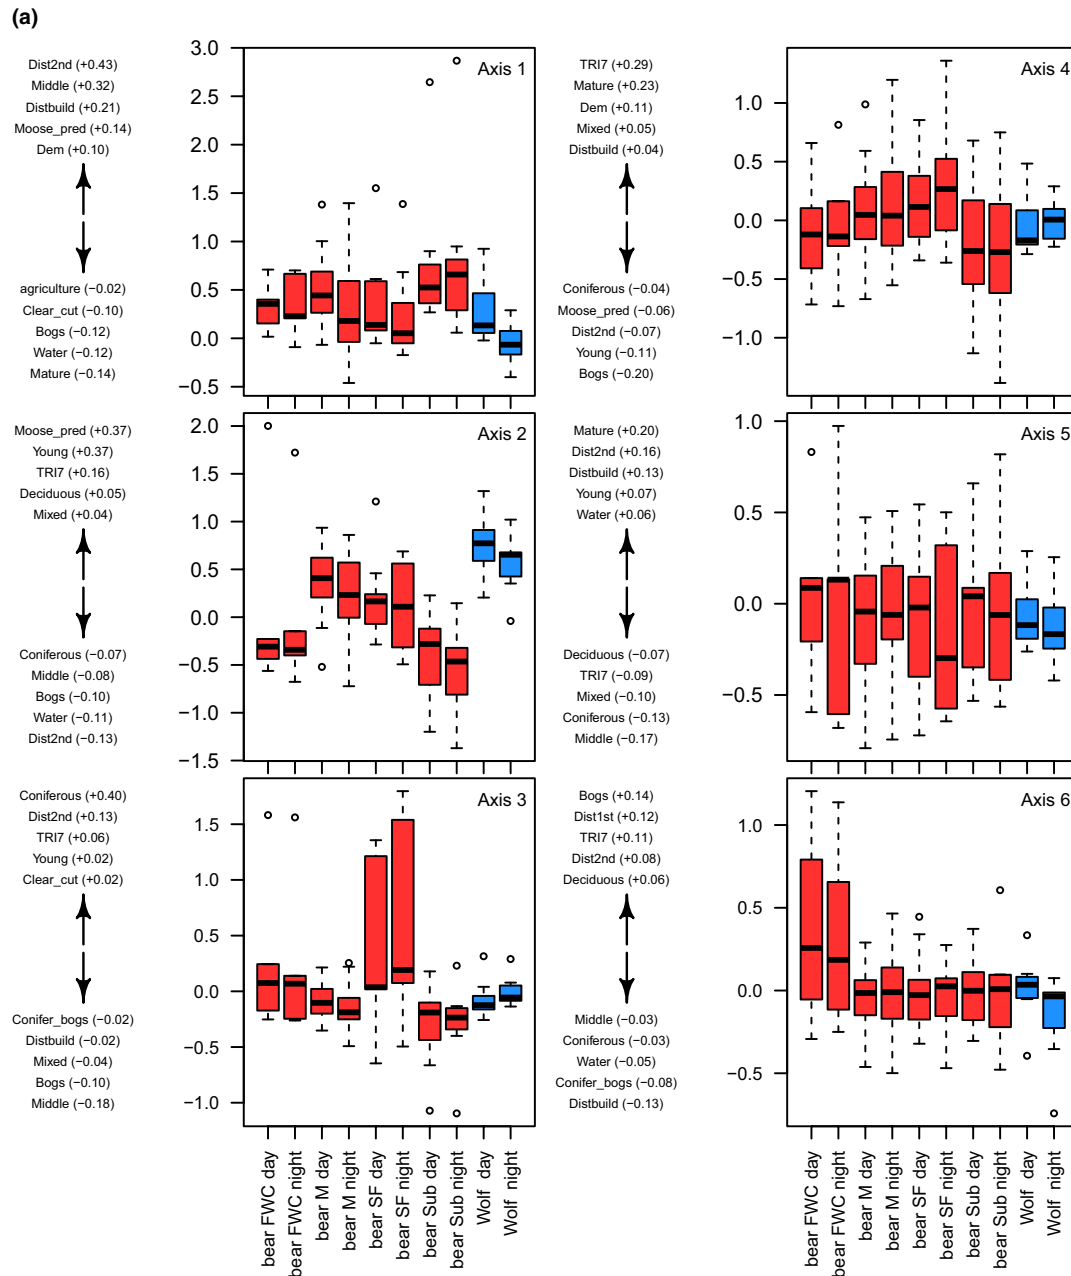 (a)
Dist2nd (+0.43)
Middle (+0.32)
Distbuild (+0.21)
Moose_pred (+0.14)
Dem (+0.10)
agriculture (−0.02)
Clear_cut (−0.10)
Bogs (−0.12)
Water (−0.12)
Mature (−0.14)
Axis 1
3.0
2.5
2.0
1.5
1.0
0.5
0.0
−0.5
TRI7 (+0.29)
Mature (+0.23)
Dem (+0.11)
Mixed (+0.05)
Distbuild (+0.04)
Coniferous (−0.04)
Moose_pred (−0.06)
Dist2nd (−0.07)
Young (−0.11)
Bogs (−0.20)
Axis 4
1.0
0.5
0.0
−0.5
−1.0
Moose_pred (+0.37)
Young (+0.37)
TRI7 (+0.16)
Deciduous (+0.05)
Mixed (+0.04)
Coniferous (−0.07)
Middle (−0.08)
Bogs (−0.10)
Water (−0.11)
Dist2nd (−0.13)
Axis 2
2.0
1.5
1.0
0.5
0.0
−0.5
−1.0
−1.5
Mature (+0.20)
Dist2nd (+0.16)
Distbuild (+0.13)
Young (+0.07)
Water (+0.06)
Deciduous (−0.07)
TRI7 (−0.09)
Mixed (−0.10)
Coniferous (−0.13)
Middle (−0.17)
Axis 5
1.0
0.5
−0.0
−0.5
Coniferous (+0.40)
Dist2nd (+0.13)
TRI7 (+0.06)
Young (+0.02)
Clear_cut (+0.02)
Conifer_bogs (−0.02)
Distbuild (−0.02)
Mixed (−0.04)
Bogs (−0.10)
Middle (−0.18)
Axis 3
1.5
1.0
0.5
−0.0
−0.5
−1.0
Bogs (+0.14)
Dist1st (+0.12)
TRI7 (+0.11)
Dist2nd (+0.08)
Deciduous (+0.06)
Middle (−0.03)
Coniferous (−0.03)
Water (−0.05)
Conifer_bogs (−0.08)
Distbuild (−0.13)
Axis 6
1.0
0.5
−0.0
−0.5
bear FWC day
bear FWC night
bear M day
bear M night
bear SF day
bear SF night
bear Sub day
bear Sub night
Wolf day
Wolf night
bear FWC day
bear FWC night
bear M day
bear M night
bear SF day
bear SF night
bear Sub day
bear Sub night
Wolf day
Wolf night